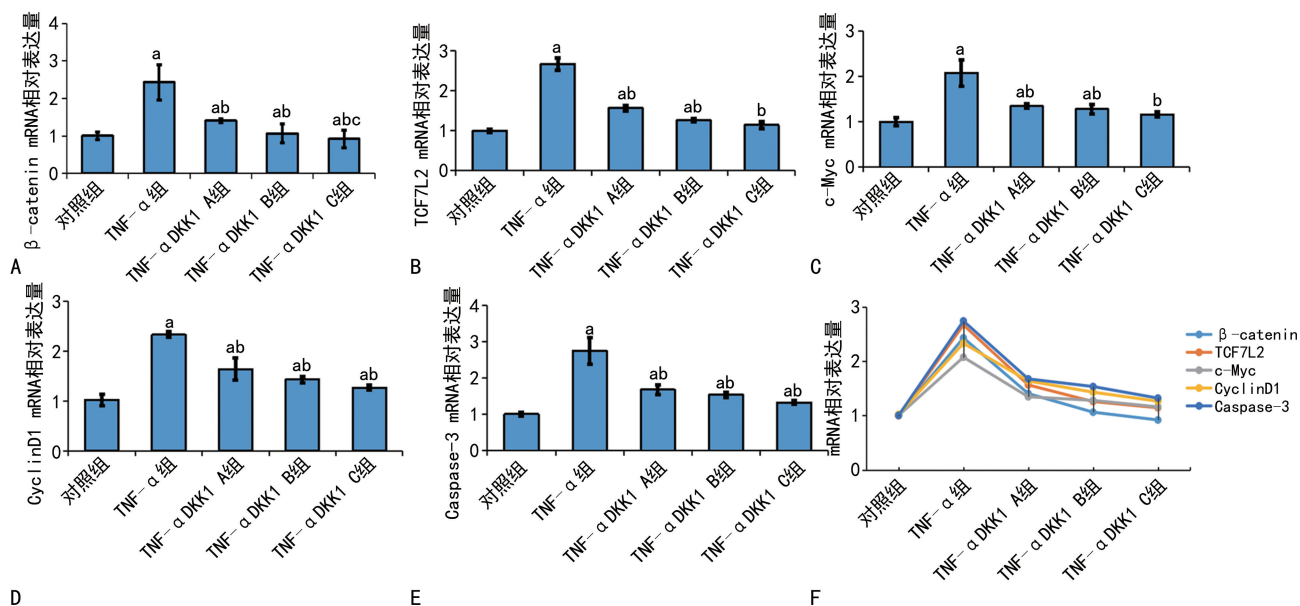 β-catenin mRNA相对表达量
4
3
2
1
0
a
ab
ab
abc
对照组
TNF-α组
TNF-αDKK1 A组
TNF-αDKK1 B组
TNF-αDKK1 C组
A
TCF7L2 mRNA相对表达量
3
2
1
0
a
ab
ab
b
对照组
TNF-α组
TNF-αDKK1 A组
TNF-αDKK1 B组
TNF-αDKK1 C组
B
c-Myc mRNA相对表达量
3
2
1
0
a
ab
ab
b
对照组
TNF-α组
TNF-αDKK1 A组
TNF-αDKK1 B组
TNF-αDKK1 C组
C
CyclinD1 mRNA相对表达量
3
2
1
0
a
ab
ab
ab
对照组
TNF-α组
TNF-αDKK1 A组
TNF-αDKK1 B组
TNF-αDKK1 C组
D
Caspase-3 mRNA相对表达量
4
3
2
1
0
a
ab
ab
ab
对照组
TNF-α组
TNF-αDKK1 A组
TNF-αDKK1 B组
TNF-αDKK1 C组
E
mRNA相对表达量
3
2
1
0
对照组
TNF-α组
TNF-αDKK1 A组
TNF-αDKK1 B组
TNF-αDKK1 C组
β-catenin
TCF7L2
c-Myc
CyclinD1
Caspase-3
F